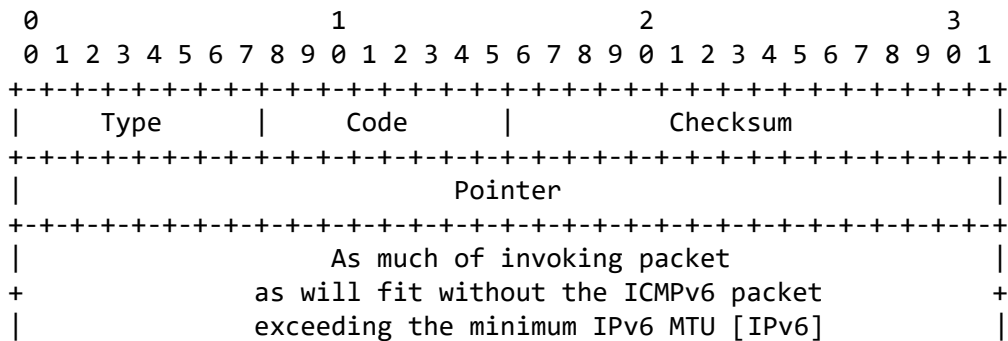 0                   1                   2                   3
 0 1 2 3 4 5 6 7 8 9 0 1 2 3 4 5 6 7 8 9 0 1 2 3 4 5 6 7 8 9 0 1
+-+-+-+-+-+-+-+-+-+-+-+-+-+-+-+-+-+-+-+-+-+-+-+-+-+-+-+-+-+-+-+-+
|     Type      |     Code      |          Checksum             |
+-+-+-+-+-+-+-+-+-+-+-+-+-+-+-+-+-+-+-+-+-+-+-+-+-+-+-+-+-+-+-+-+
|                            Pointer                            |
+-+-+-+-+-+-+-+-+-+-+-+-+-+-+-+-+-+-+-+-+-+-+-+-+-+-+-+-+-+-+-+-+
|                    As much of invoking packet                 |
+               as will fit without the ICMPv6 packet           +
|               exceeding the minimum IPv6 MTU [IPv6]           |